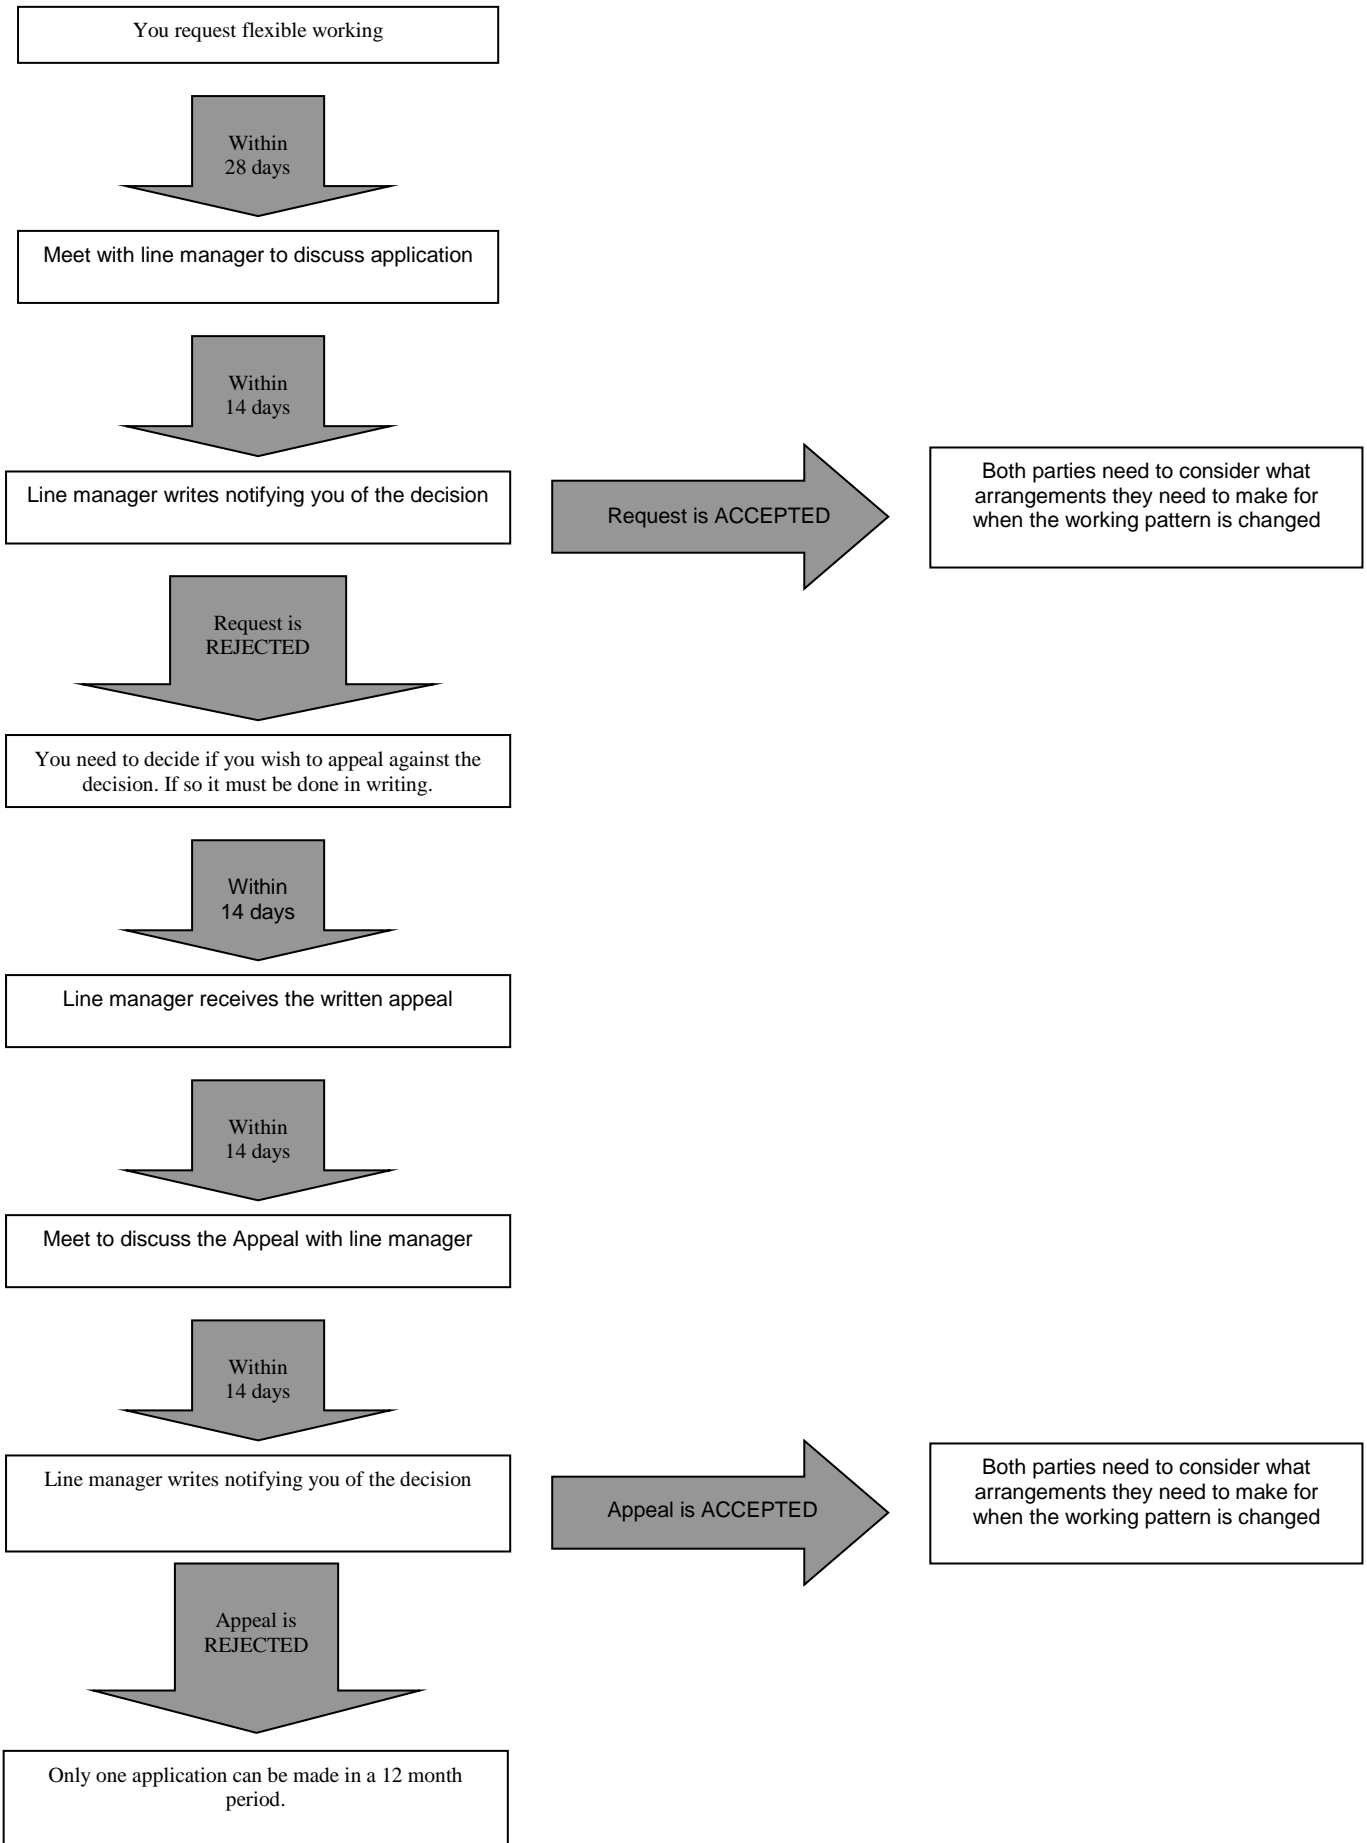 You request flexible working
Within
28 days
Meet with line manager to discuss application
Within
14 days
Line manager writes notifying you of the decision
Request is ACCEPTED
Both parties need to consider what
arrangements they need to make for
when the working pattern is changed
Request is
REJECTED
You need to decide if you wish to appeal against the
decision. If so it must be done in writing.
Within
14 days
Line manager receives the written appeal
Within
14 days
Meet to discuss the Appeal with line manager
Within
14 days
Line manager writes notifying you of the decision
Appeal is ACCEPTED
Both parties need to consider what
arrangements they need to make for
when the working pattern is changed
Appeal is
REJECTED
Only one application can be made in a 12 month
period.